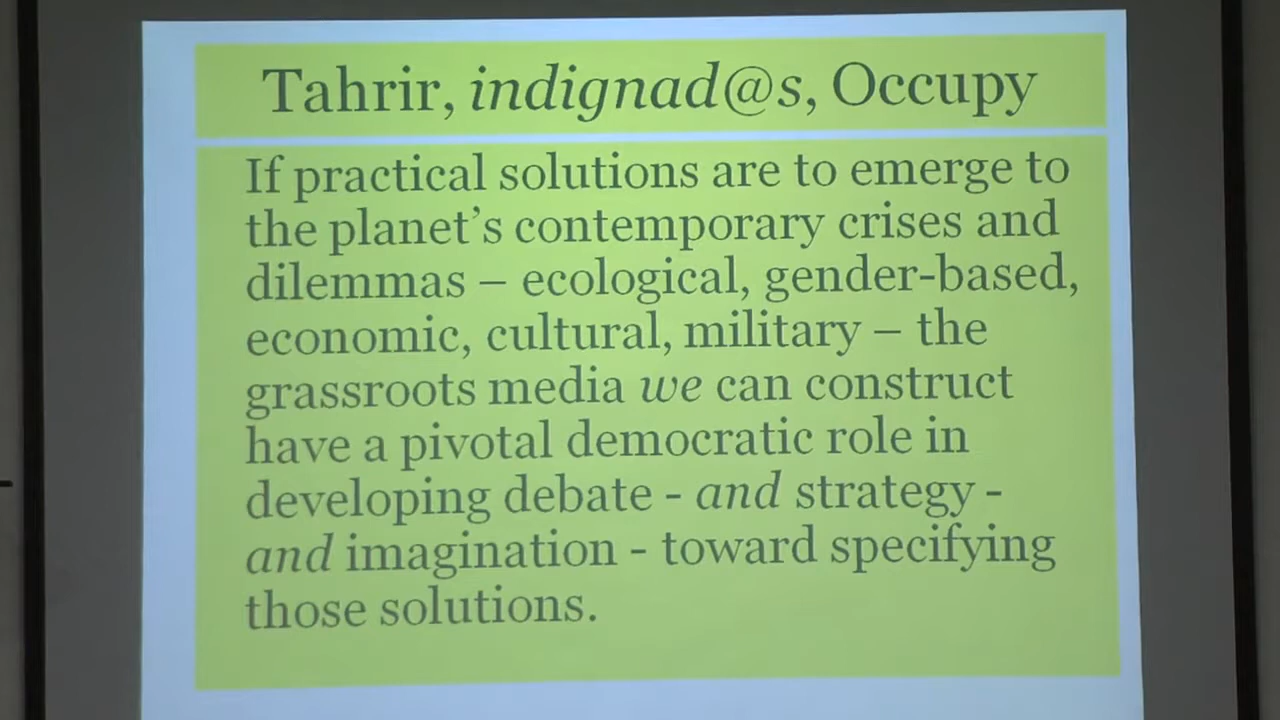 Tahrir, indignad@s, Occupy
If practical solutions are to emerge to
the planet’s contemporary crises and
dilemmas – ecological, gender-based,
economic, cultural, military – the
grassroots media we can construct
have a pivotal democratic role in
developing debate - and strategy -
and imagination - toward specifying
those solutions.